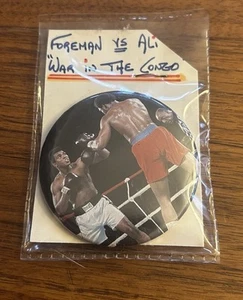 FOREMAN VS ALI
"WAR in THE CONGO